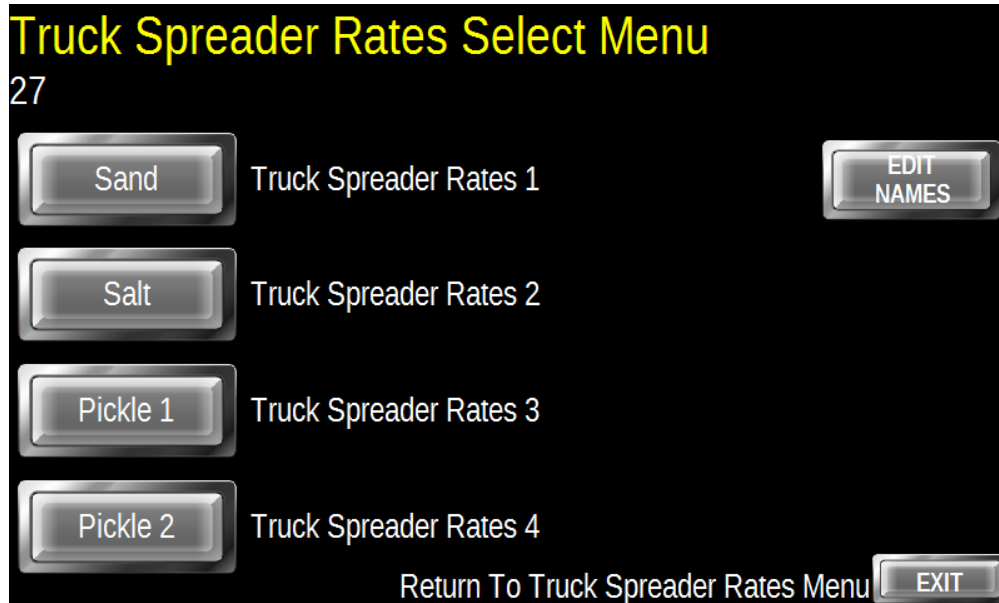 Truck Spreader Rates Select Menu
27
Sand Truck Spreader Rates 1
EDIT
NAMES
Salt Truck Spreader Rates 2
Pickle 1 Truck Spreader Rates 3
Pickle 2 Truck Spreader Rates 4
Return To Truck Spreader Rates Menu EXIT